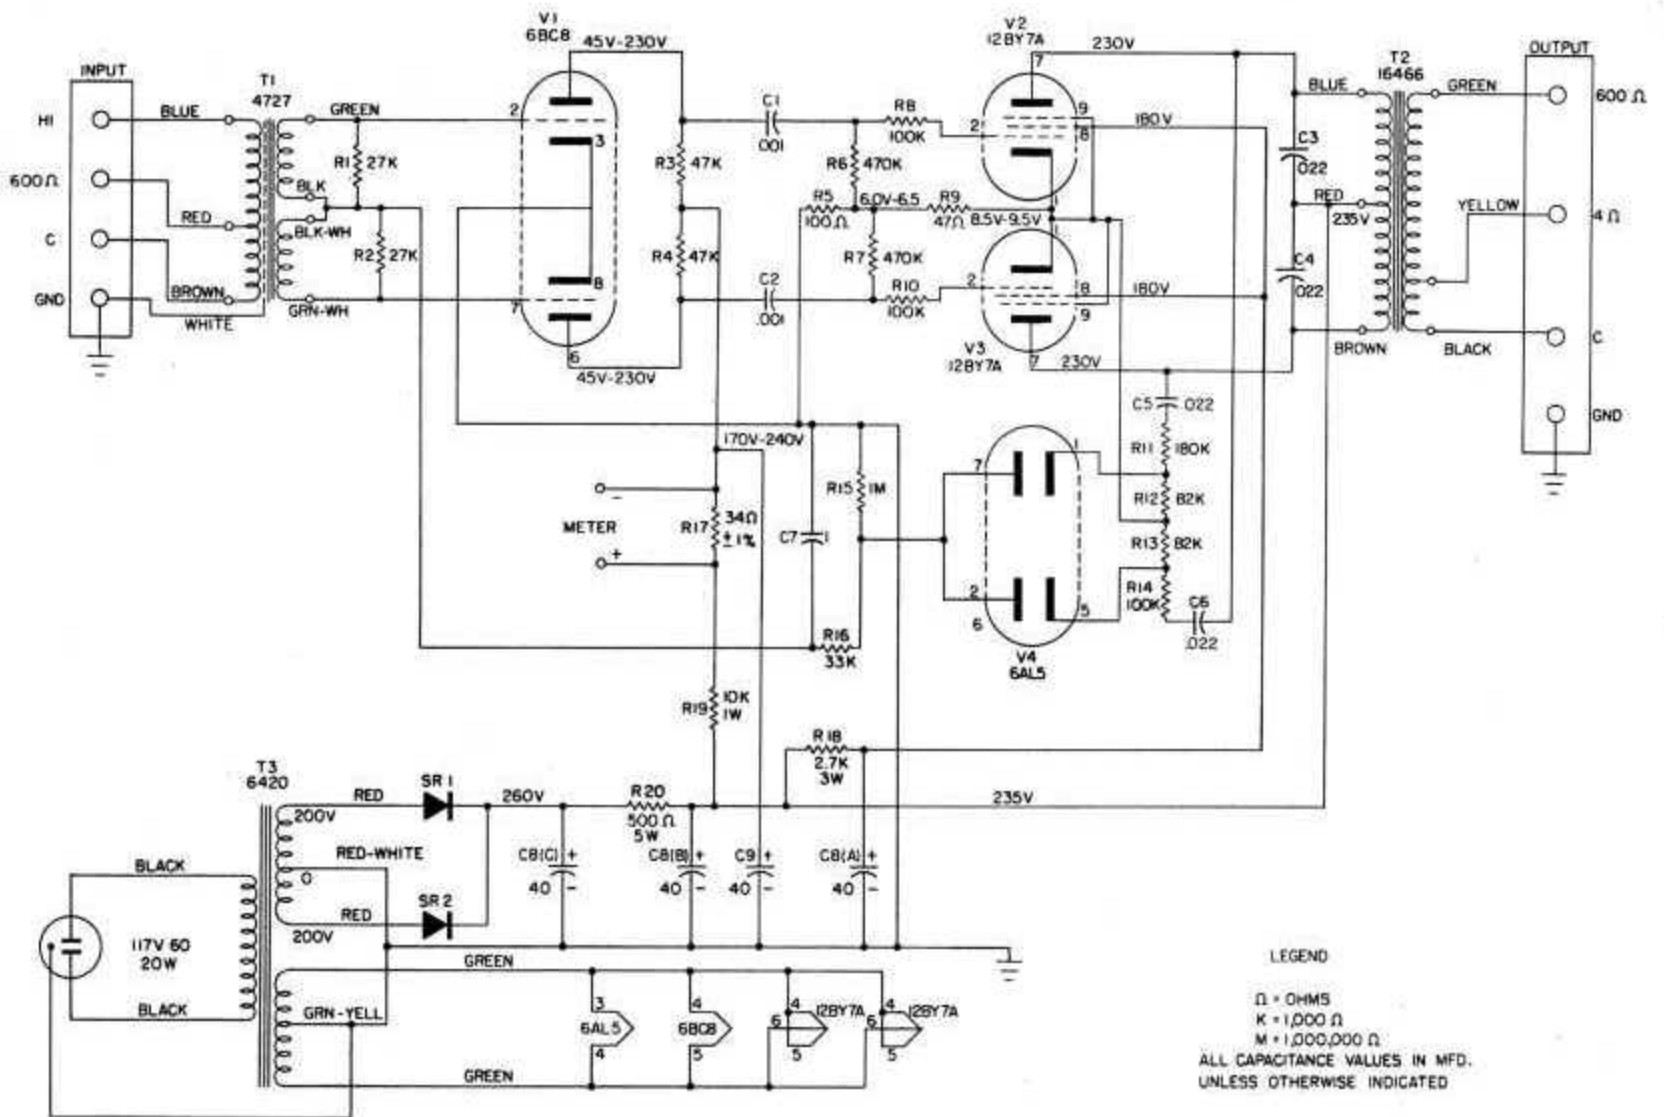 INPUT
HI
600Ω
C
GND
BLUE
RED
BROWN
WHITE
T1
4727
GREEN
BLK
BLK-WH
GRN-WH
R1 27K
R2 27K
V1
6BC8
45V-230V
2
3
8
7
6
45V-230V
R3 47K
R4 47K
C1
.001
C2
.001
R5
100Ω
R6 470K
R7 470K
6.0V-6.5
R8
100K
R9
47Ω
8.5V-9.5V
R10
100K
V2
12BY7A
230V
7
9
8
2
1
180V
1
2
8
9
180V
V3
12BY7A
7
230V
C3
.022
RED
235V
C4
.022
BLUE
BROWN
T2
16466
GREEN
YELLOW
BLACK
OUTPUT
600Ω
4Ω
C
GND
C5 .022
R11 180K
R12 82K
R13 82K
R14
100K
C6
.022
7
1
2
6
5
V4
6AL5
170V-240V
METER
-
+
R17 34Ω
±1%
C7 .1
R15 1M
R16
33K
R19 10K
1W
R18
2.7K
3W
T3
6420
RED
SR1
260V
R20
500Ω
5W
235V
200V
RED-WHITE
0
RED
SR2
200V
C8(C) +
40 -
C8(B) +
40 -
C9 +
40 -
C8(A) +
40 -
BLACK
117V 60
20W
BLACK
GREEN
GRN-YELL
GREEN
3
6AL5
4
4
6BC8
5
4
6
12BY7A
5
4
6
12BY7A
5
LEGEND
Ω = OHMS
K = 1,000 Ω
M = 1,000,000 Ω
ALL CAPACITANCE VALUES IN MFD.
UNLESS OTHERWISE INDICATED